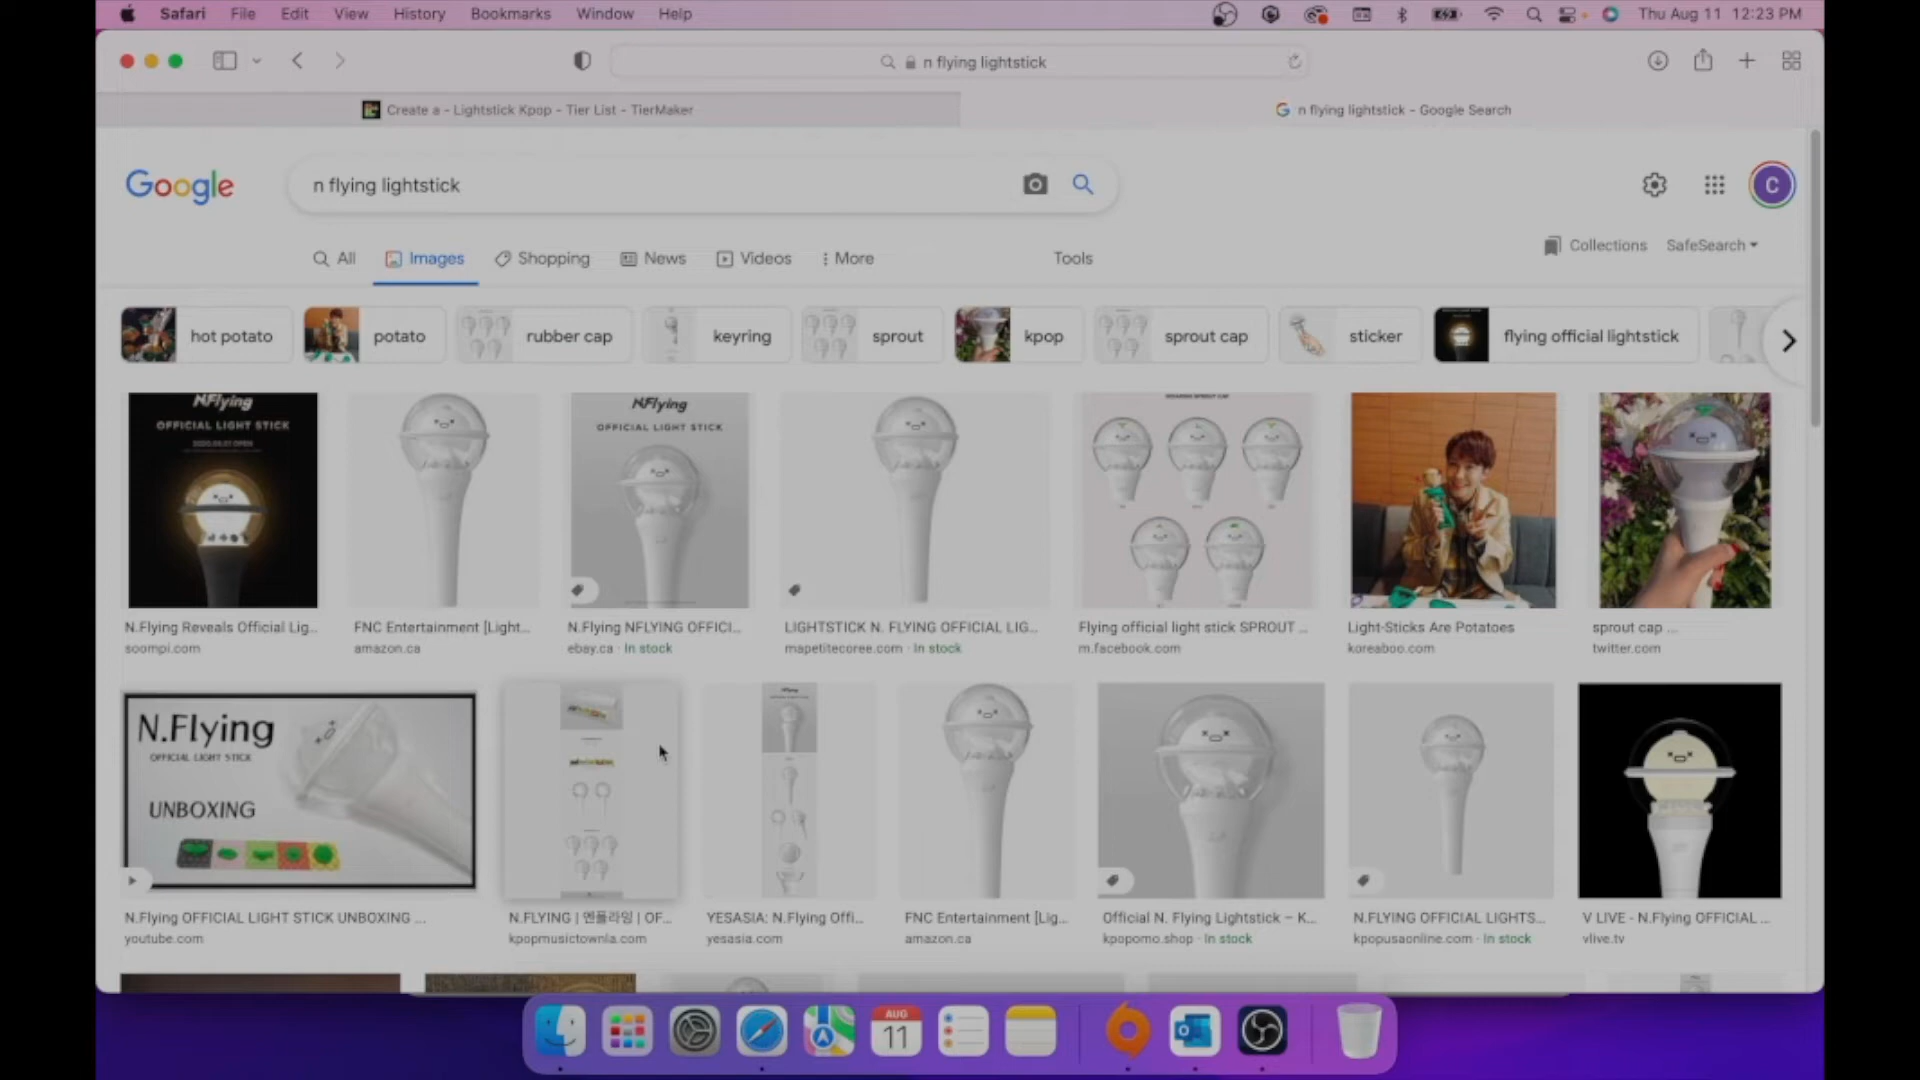 Safari File Edit View History Bookmarks Window Help Thu Aug 11 12:23 PM
n flying lightstick
Create a - Lightstick Kpop - Tier List - TierMaker
n flying lightstick - Google Search
Google
n flying lightstick
C
All Images Shopping News Videos More Tools
Collections SafeSearch
hot potato potato rubber cap keyring sprout kpop sprout cap sticker flying official lightstick
N.Flying
OFFICIAL LIGHT STICK
N.Flying
OFFICIAL LIGHT STICK
N.Flying Reveals Official Lig...
soompi.com
FNC Entertainment [Light...
amazon.ca
N.Flying NFLYING OFFICI...
ebay.ca · In stock
LIGHTSTICK N. FLYING OFFICIAL LIG...
mapetitecoree.com · In stock
Flying official light stick SPROUT ...
m.facebook.com
Light-Sticks Are Potatoes
koreaboo.com
sprout cap ...
twitter.com
N.Flying
OFFICIAL LIGHT STICK
UNBOXING
N.Flying OFFICIAL LIGHT STICK UNBOXING ...
youtube.com
N.FLYING | 엔플라잉 | OF...
kpopmusictownla.com
YESASIA: N.Flying Offi...
yesasia.com
FNC Entertainment [Lig...
amazon.ca
Official N. Flying Lightstick – K...
kpopomo.shop · In stock
N.FLYING OFFICIAL LIGHTS...
kpopusaonline.com · In stock
V LIVE - N.Flying OFFICIAL ...
vlive.tv
AUG
11